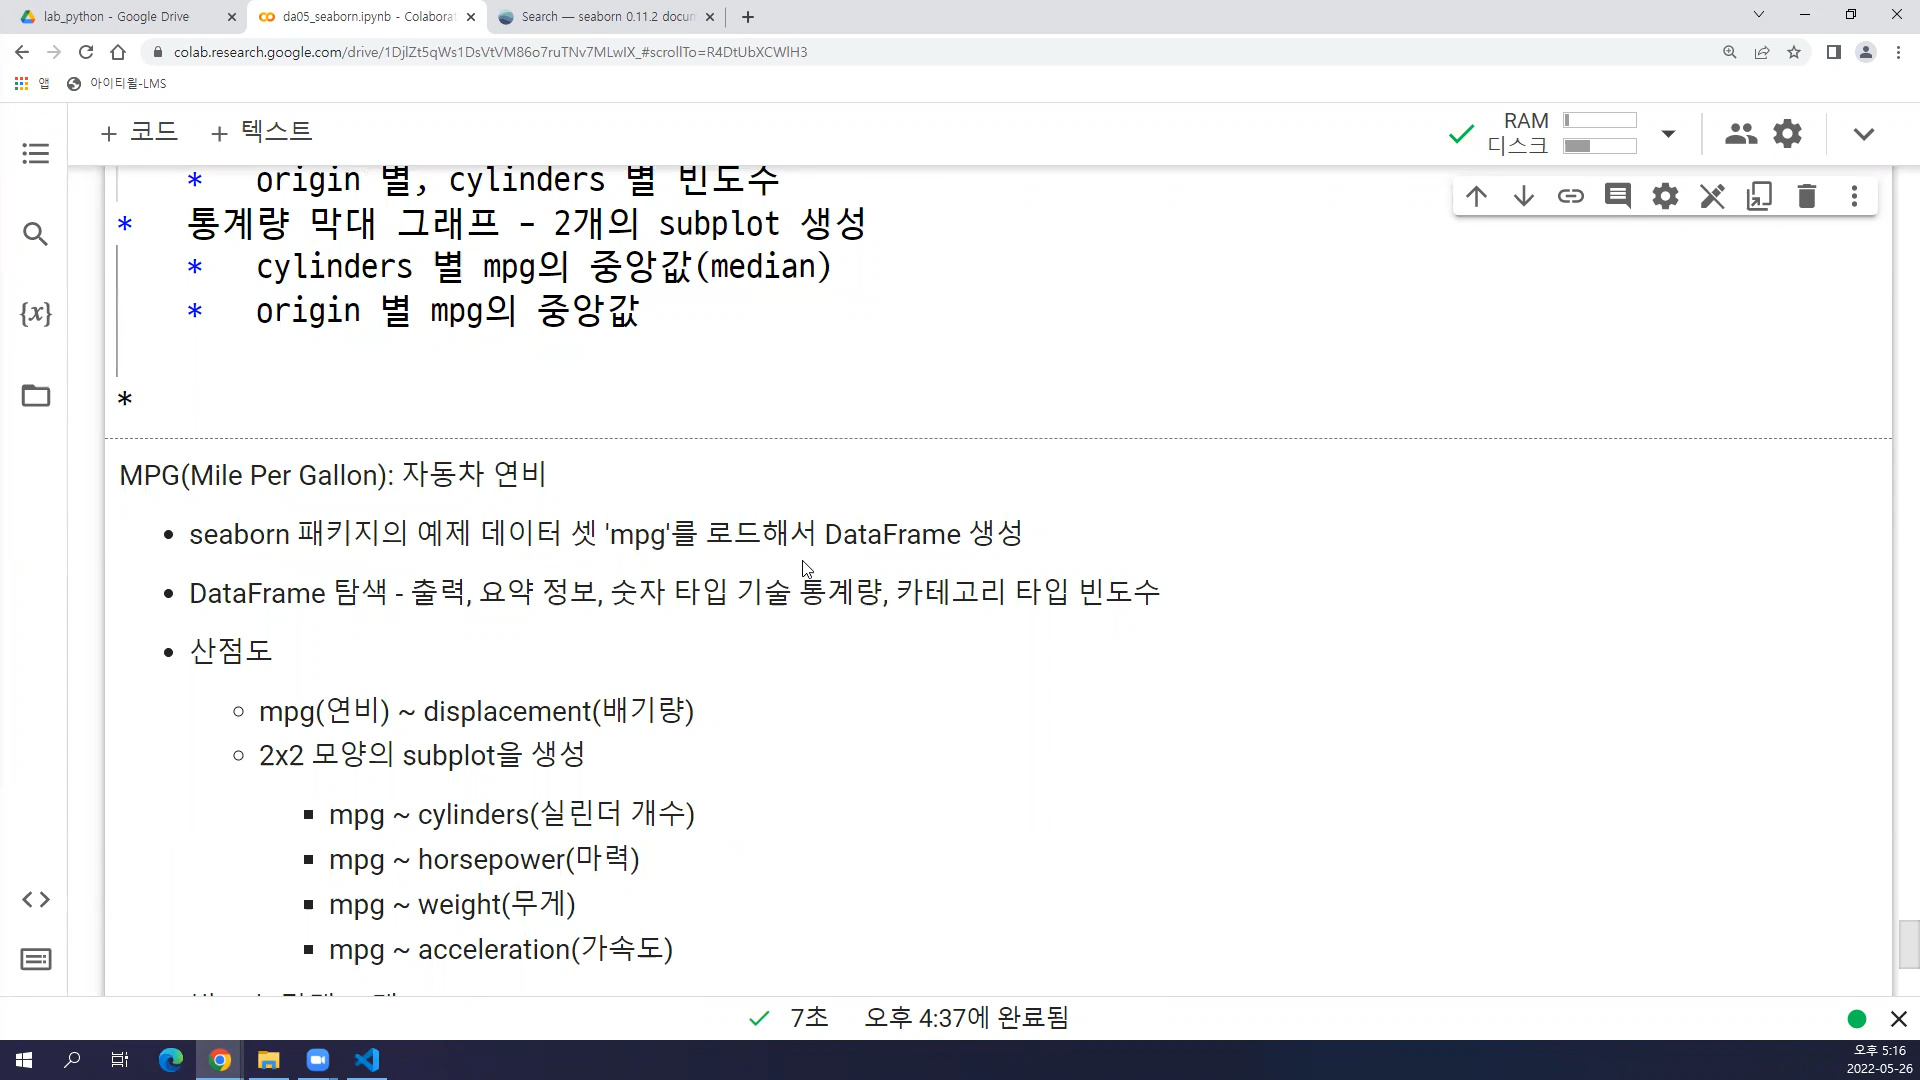 lab_python - Google Drive
da05_seaborn.ipynb - Colaborat
Search — seaborn 0.11.2 docun
colab.research.google.com/drive/1DjlZt5qWs1DsVtVM86o7ruTNv7MLwIX_#scrollTo=R4DtUbXCWlH3
앱 아이티윌-LMS
+ 코드 + 텍스트
RAM
디스크
* origin 별, cylinders 별 빈도수
* 통계량 막대 그래프 - 2개의 subplot 생성
* cylinders 별 mpg의 중앙값(median)
* origin 별 mpg의 중앙값
*
{x}
MPG(Mile Per Gallon): 자동차 연비
• seaborn 패키지의 예제 데이터 셋 'mpg'를 로드해서 DataFrame 생성
• DataFrame 탐색 - 출력, 요약 정보, 숫자 타입 기술 통계량, 카테고리 타입 빈도수
• 산점도
◦ mpg(연비) ~ displacement(배기량)
◦ 2x2 모양의 subplot을 생성
▪ mpg ~ cylinders(실린더 개수)
▪ mpg ~ horsepower(마력)
▪ mpg ~ weight(무게)
▪ mpg ~ acceleration(가속도)
7초 오후 4:37에 완료됨
오후 5:16
2022-05-26